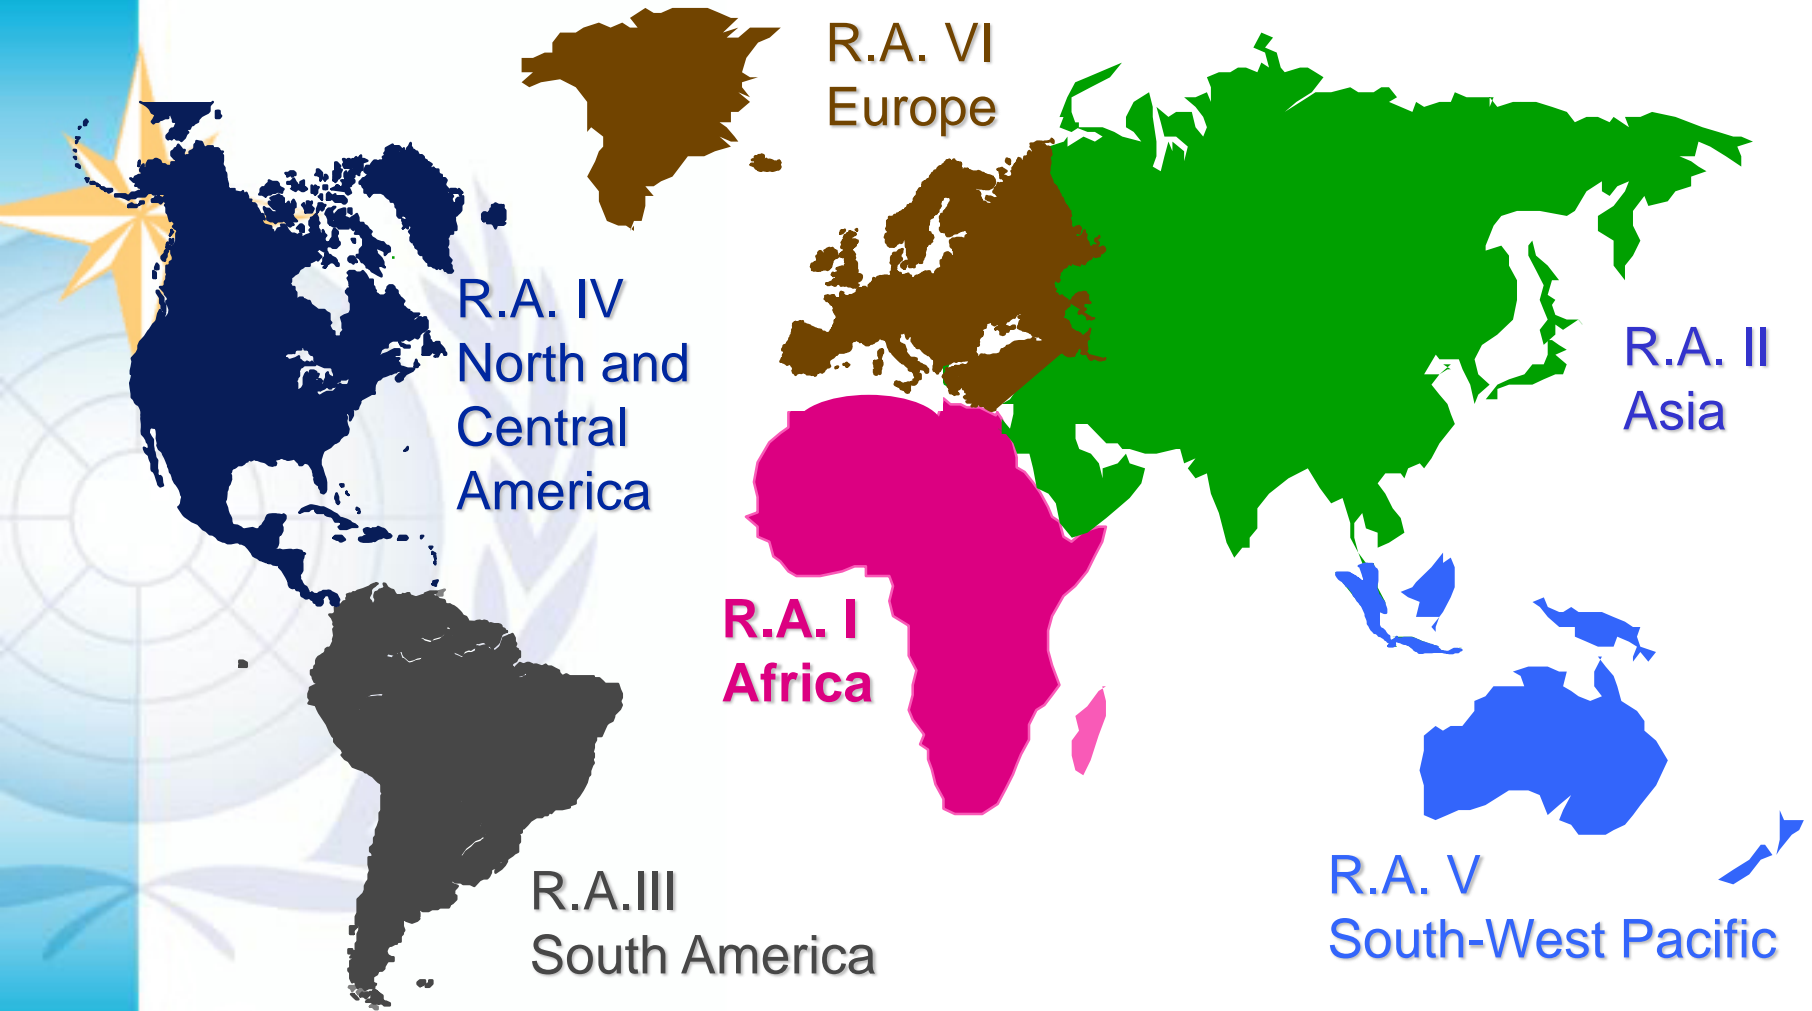 R.A. VI
Europe
R.A. IV
North and
Central
America
R.A. II
Asia
R.A. I
Africa
R.A.III
South America
R.A. V
South-West Pacific